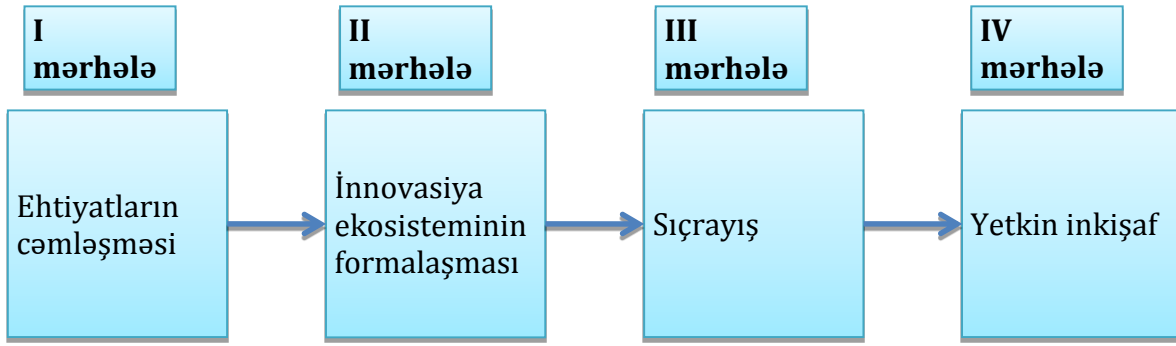 I
mərhələ
II
mərhələ
III
mərhələ
IV
mərhələ
Ehtiyatların
cəmləşməsi
İnnovasiya
ekosisteminin
formalaşması
Sıçrayış
Yetkin inkişaf